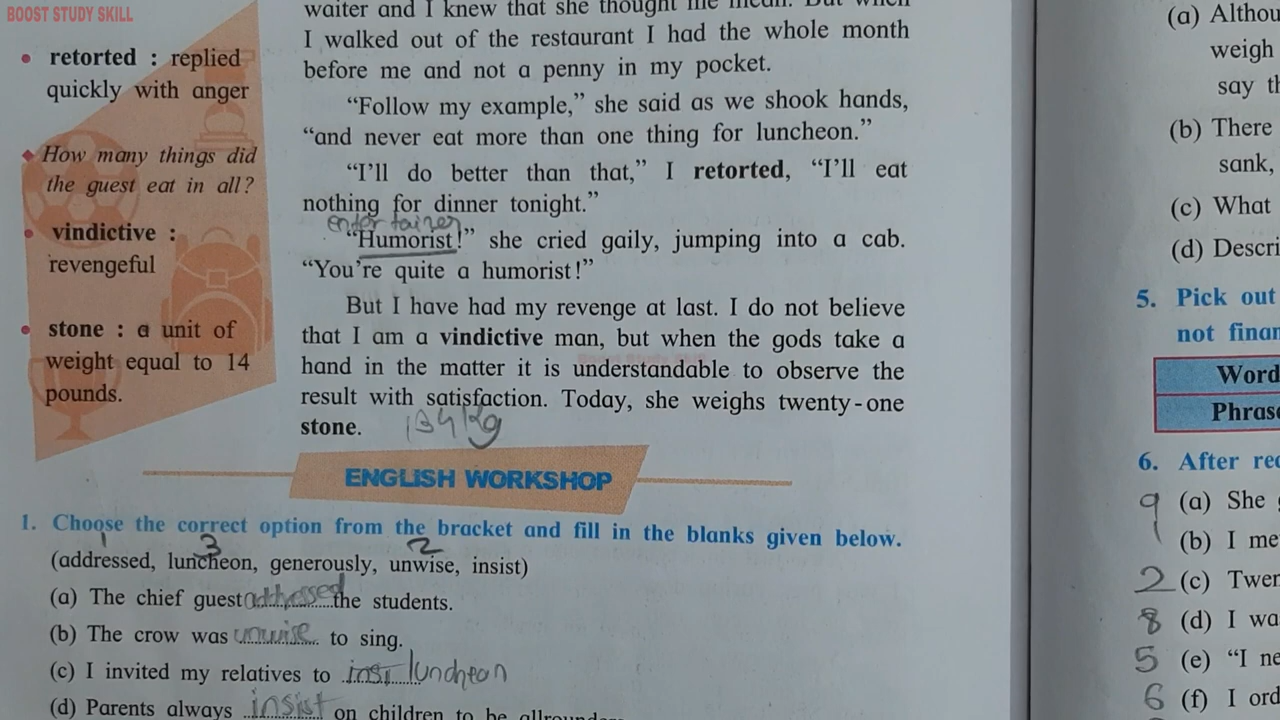 BOOST STUDY SKILL
• retorted : replied
quickly with anger
How many things did
the guest eat in all?
• vindictive :
revengeful
• stone : a unit of
weight equal to 14
pounds.
waiter and I knew that she thought me mean. But when
I walked out of the restaurant I had the whole month
before me and not a penny in my pocket.
“Follow my example,” she said as we shook hands,
“and never eat more than one thing for luncheon.”
“I’ll do better than that,” I retorted, “I’ll eat
nothing for dinner tonight.”
entertainer
“Humorist!” she cried gaily, jumping into a cab.
“You’re quite a humorist!”
But I have had my revenge at last. I do not believe
that I am a vindictive man, but when the gods take a
hand in the matter it is understandable to observe the
result with satisfaction. Today, she weighs twenty-one
stone. 134 kg
ENGLISH WORKSHOP
1. Choose the correct option from the bracket and fill in the blanks given below.
1 3 2
(addressed, luncheon, generously, unwise, insist)
(a) The chief guest addressed the students.
(b) The crow was unwise to sing.
(c) I invited my relatives to insi luncheon
(d) Parents always insist on children to be allrounders
(a) Althou
weigh
say th
(b) There
sank,
(c) What
(d) Descri
5. Pick out
not finan
Word
Phrase
6. After rec
9 (a) She
1 (b) I me
2 (c) Twen
8 (d) I wa
5 (e) “I ne
6 (f) I ord